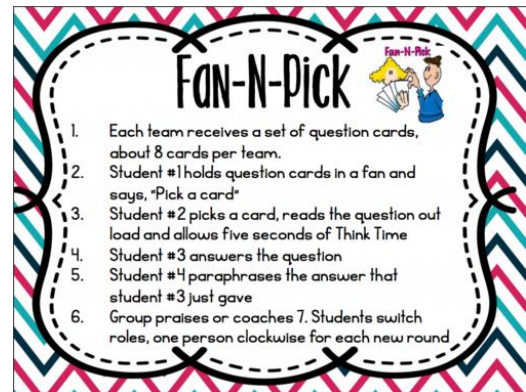 Fan-N-Pick
Fan-N-Pick
1. Each team receives a set of question cards,
about 8 cards per team.
2. Student #1 holds question cards in a fan and
says, "Pick a card"
3. Student #2 picks a card, reads the question out
load and allows five seconds of Think Time
4. Student #3 answers the question
5. Student #4 paraphrases the answer that
student #3 just gave
6. Group praises or coaches 7. Students switch
roles, one person clockwise for each new round